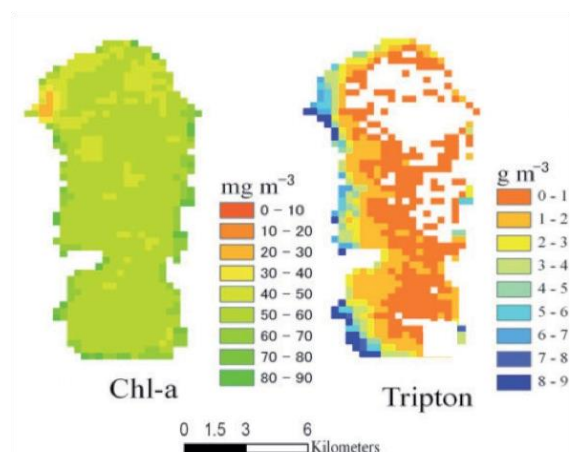 mg m⁻³
0 – 10
10 – 20
20 – 30
30 – 40
40 – 50
50 – 60
60 – 70
70 – 80
80 – 90
Chl-a
g m⁻³
0 - 1
1 - 2
2 - 3
3 - 4
4 - 5
5 - 6
6 - 7
7 - 8
8 - 9
Tripton
0 1.5 3 6
Kilometers